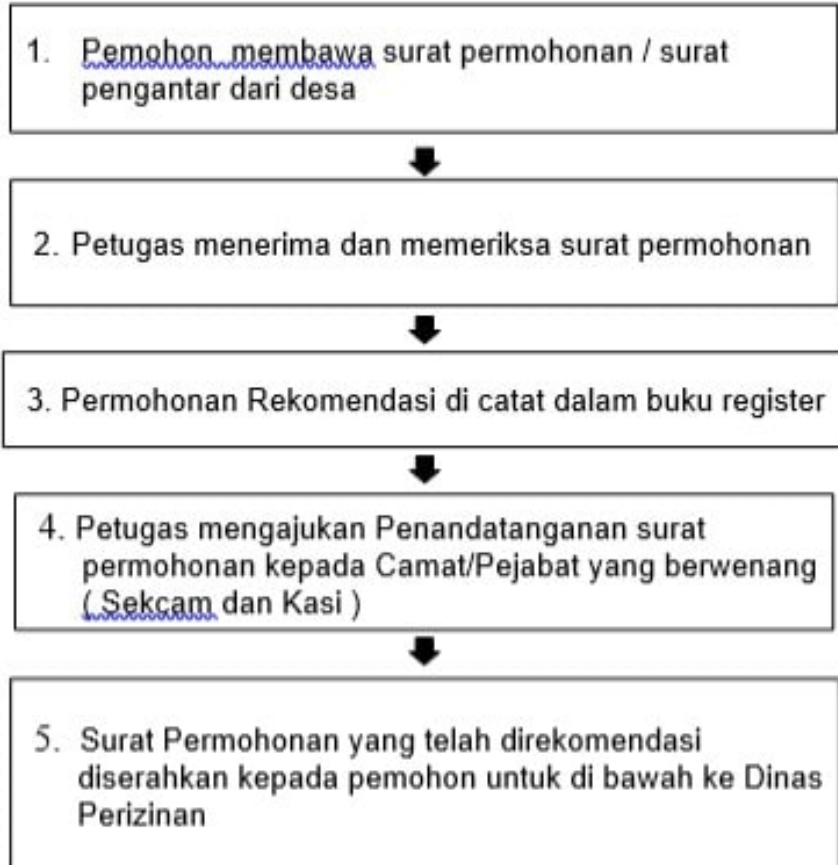 1. Pemohon membawa surat permohonan / surat
pengantar dari desa
2. Petugas menerima dan memeriksa surat permohonan
3. Permohonan Rekomendasi di catat dalam buku register
4. Petugas mengajukan Penandatanganan surat
permohonan kepada Camat/Pejabat yang berwenang
( Sekcam dan Kasi )
5. Surat Permohonan yang telah direkomendasi
diserahkan kepada pemohon untuk di bawah ke Dinas
Perizinan